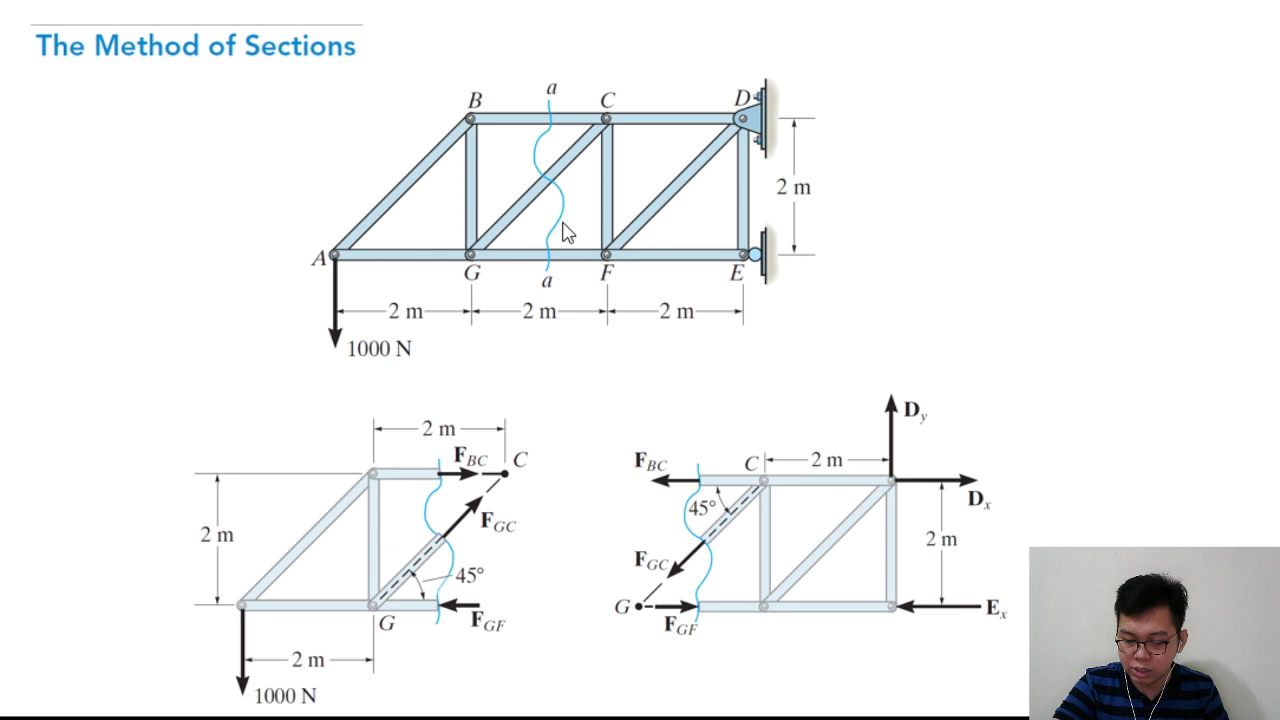 The Method of Sections
a
B
C
D
2 m
A
G
a
F
E
2 m
2 m
2 m
1000 N
2 m
F_BC
C
F_GC
2 m
45°
G
F_GF
2 m
1000 N
D_y
F_BC
C
2 m
D_x
45°
2 m
F_GC
G
F_GF
E_x